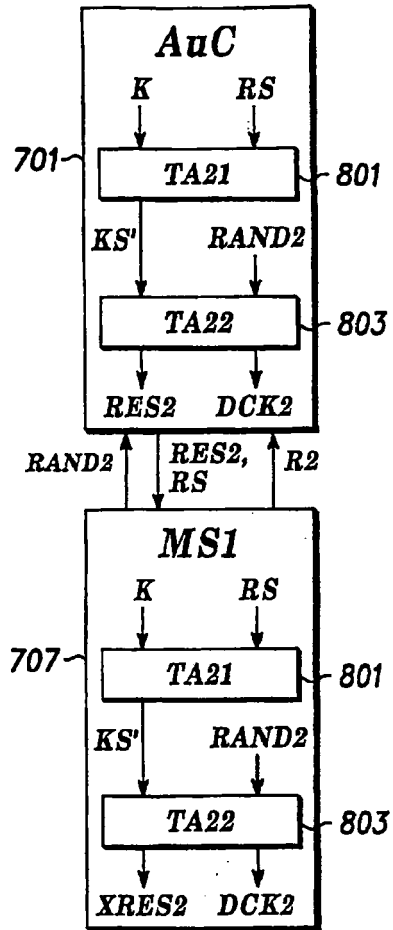 AuC
K RS
701 TA21 801
KS' RAND2
TA22 803
RES2 DCK2
RAND2 RES2, RS R2
MS1
K RS
707 TA21 801
KS' RAND2
TA22 803
XRES2 DCK2